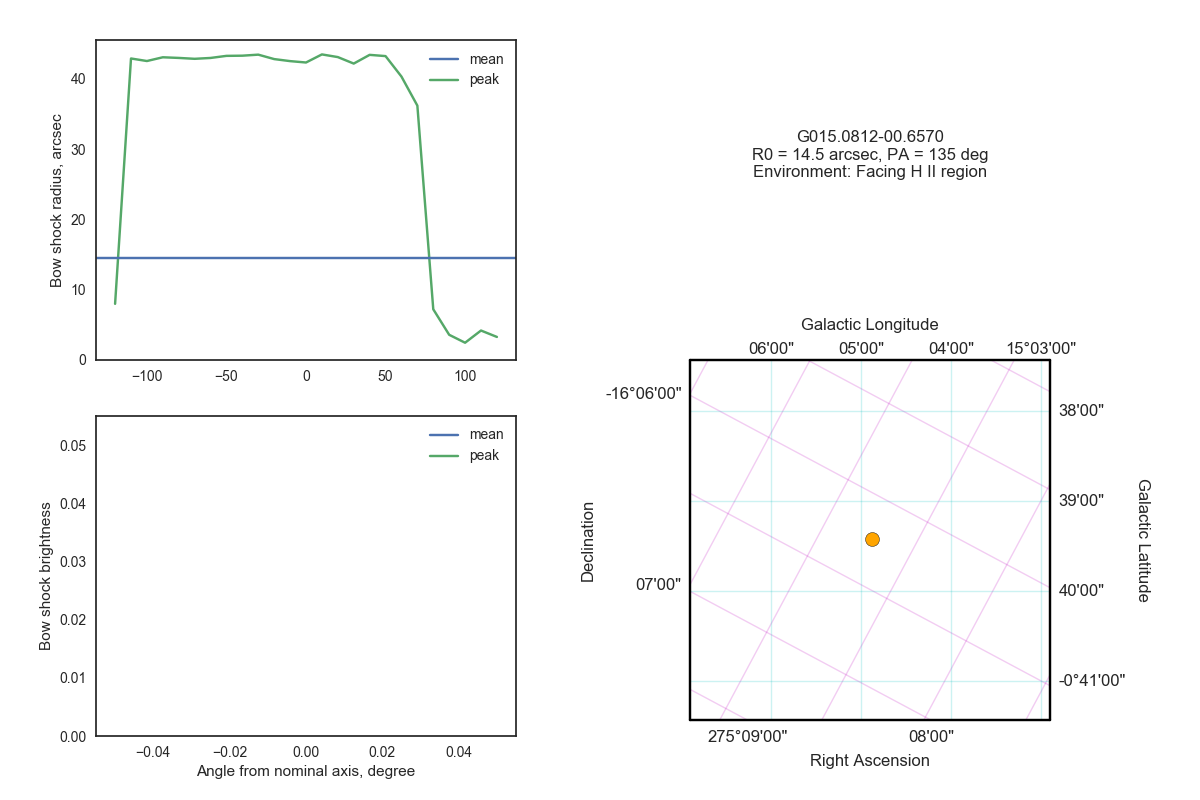 mean
peak
40
30
20
10
0
Bow shock radius, arcsec
−100 −50 0 50 100
G015.0812-00.6570
R0 = 14.5 arcsec, PA = 135 deg
Environment: Facing H II region
mean
peak
0.05
0.04
0.03
0.02
0.01
0.00
Bow shock brightness
−0.04 −0.02 0.00 0.02 0.04
Angle from nominal axis, degree
Galactic Longitude
06'00" 05'00" 04'00" 15°03'00"
-16°06'00"
07'00"
Declination
38'00"
39'00"
40'00"
-0°41'00"
Galactic Latitude
275°09'00" 08'00"
Right Ascension